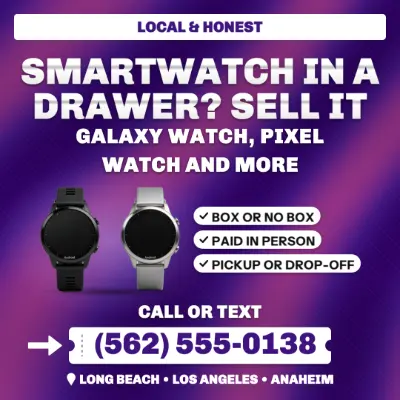 LOCAL & HONEST
SMARTWATCH IN A
DRAWER? SELL IT
GALAXY WATCH, PIXEL
WATCH AND MORE
BOX OR NO BOX
PAID IN PERSON
PICKUP OR DROP-OFF
CALL OR TEXT
(562) 555-0138
LONG BEACH • LOS ANGELES • ANAHEIM